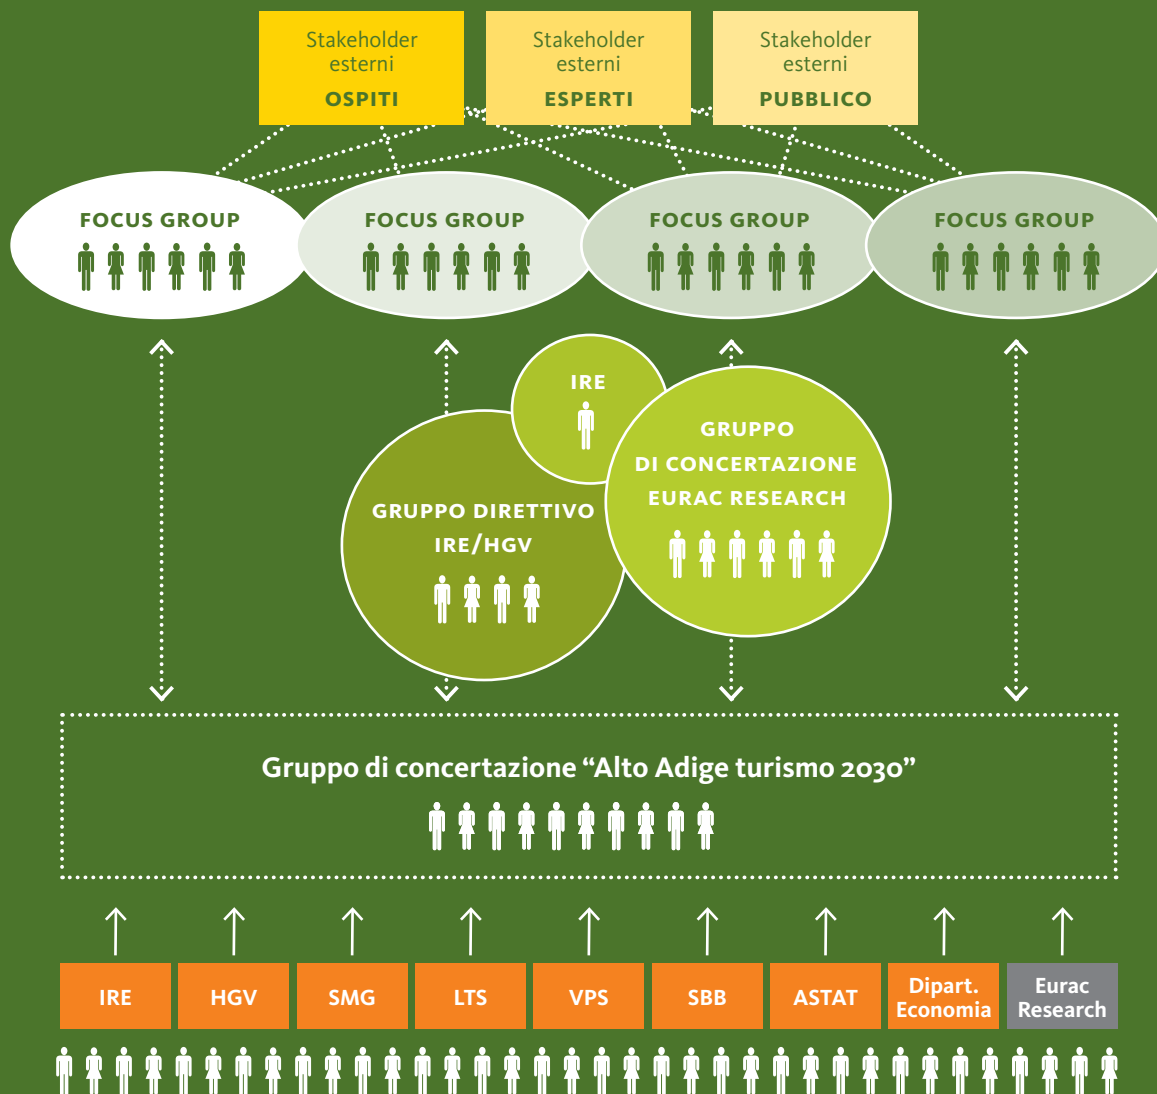 Stakeholder
esterni
OSPITI
Stakeholder
esterni
ESPERTI
Stakeholder
esterni
PUBBLICO
FOCUS GROUP
FOCUS GROUP
FOCUS GROUP
FOCUS GROUP
IRE
GRUPPO
DI CONCERTAZIONE
EURAC RESEARCH
GRUPPO DIRETTIVO
IRE/HGV
Gruppo di concertazione “Alto Adige turismo 2030”
IRE
HGV
SMG
LTS
VPS
SBB
ASTAT
Dipart.
Economia
Eurac
Research